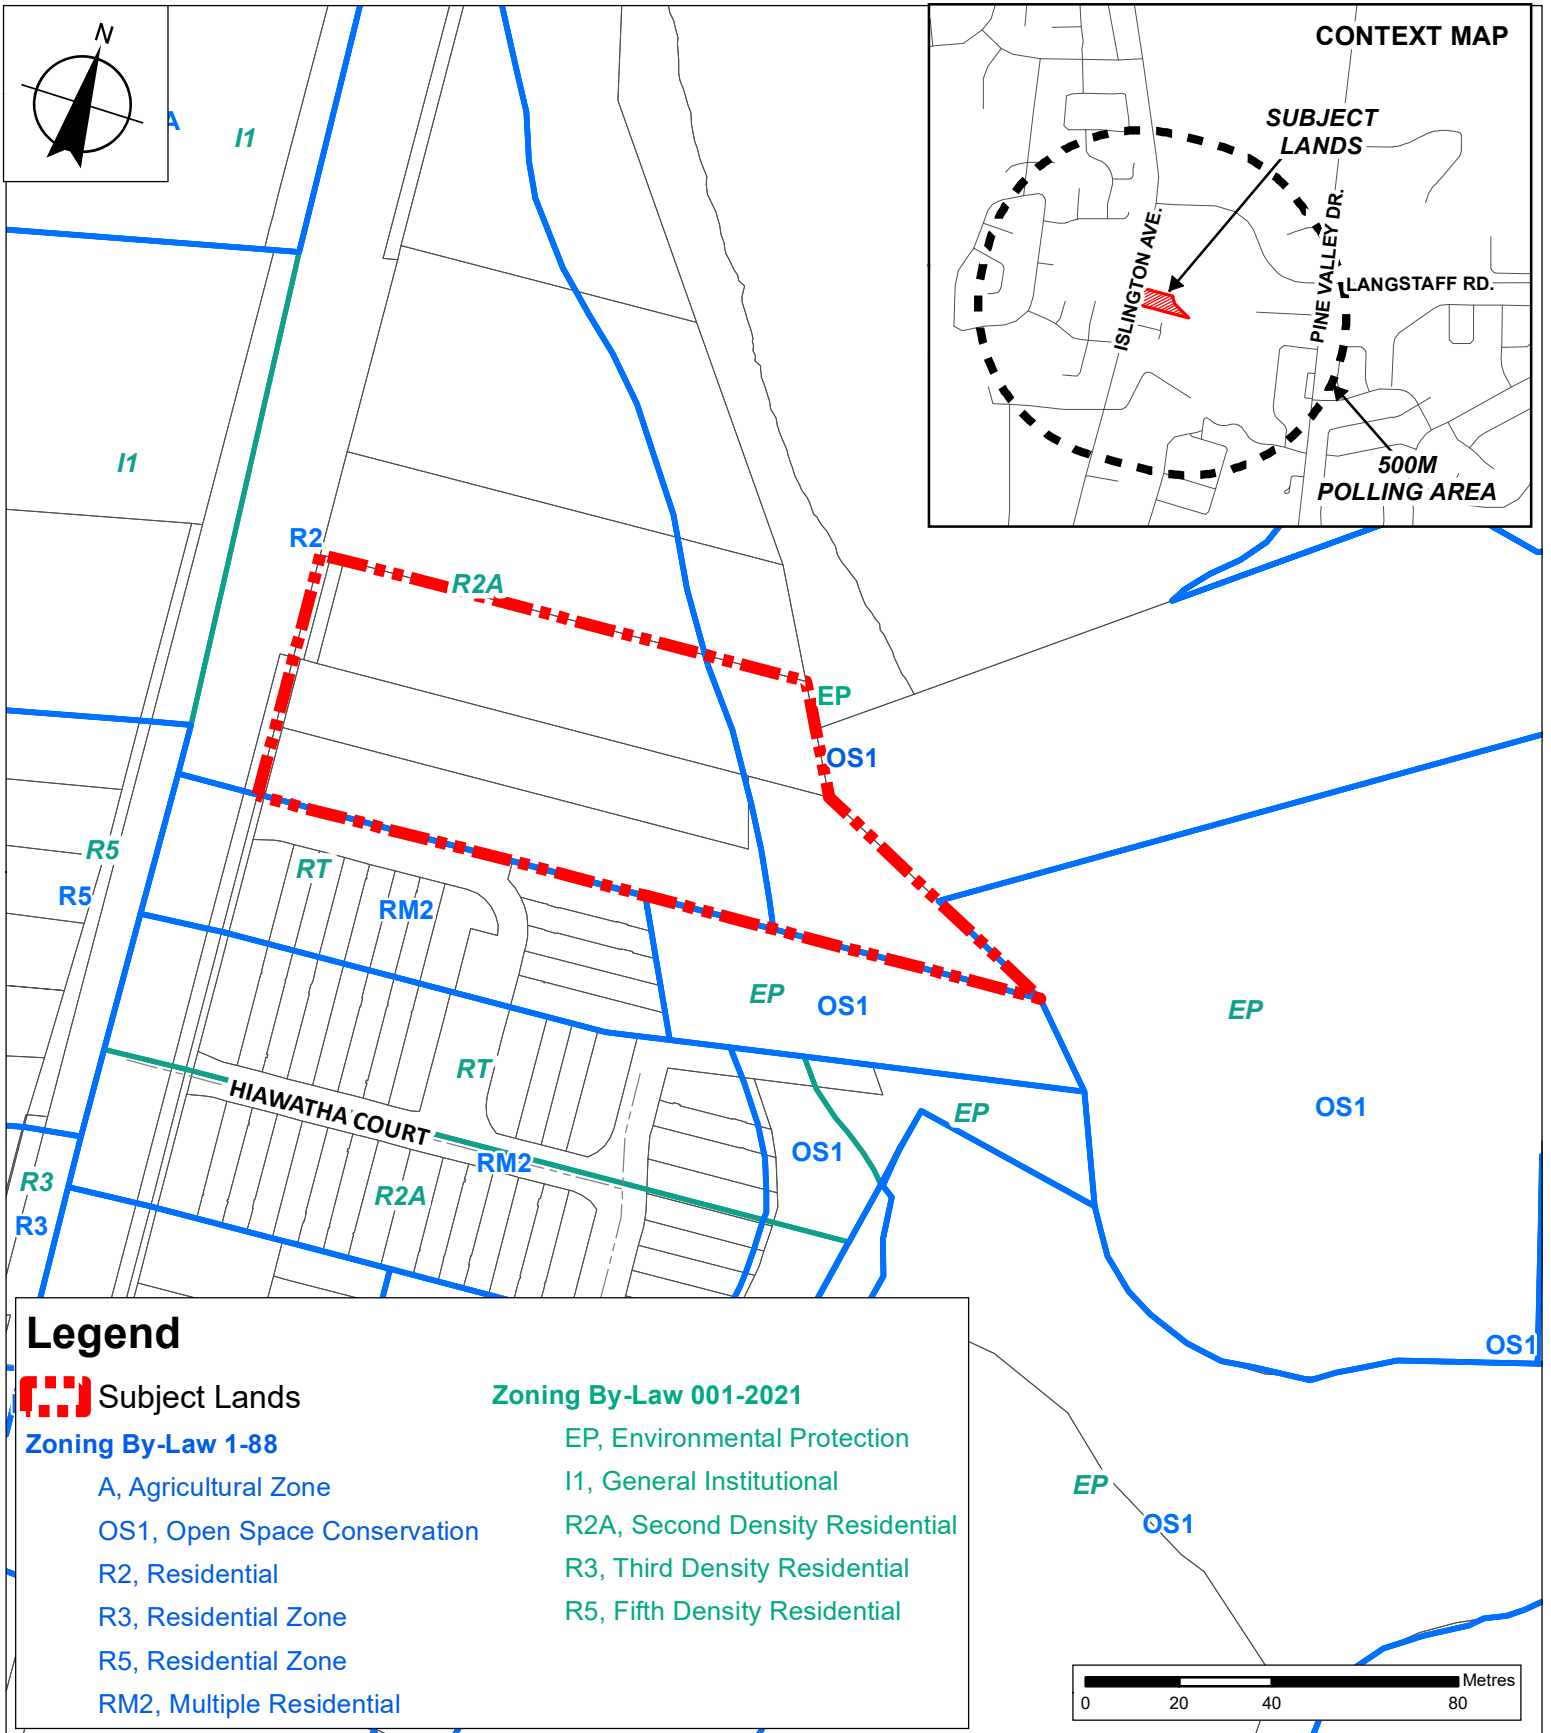 N
CONTEXT MAP
A
I1
SUBJECT
LANDS
ISLINGTON AVE.
PINE VALLEY DR.
LANGSTAFF RD.
I1
500M
POLLING AREA
R2
R2A
EP
OS1
R5
RT
R5
RM2
EP
OS1
EP
RT
HIAWATHA COURT
EP
OS1
OS1
RM2
R3
R2A
R3
OS1
EP
OS1
Legend
Subject Lands
Zoning By-Law 1-88
A, Agricultural Zone
OS1, Open Space Conservation
R2, Residential
R3, Residential Zone
R5, Residential Zone
RM2, Multiple Residential
Zoning By-Law 001-2021
EP, Environmental Protection
I1, General Institutional
R2A, Second Density Residential
R3, Third Density Residential
R5, Fifth Density Residential
Metres
0 20 40 80